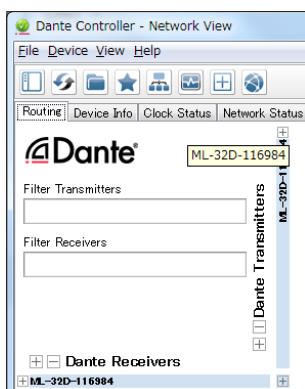 Dante Controller - Network View
File Device View Help
Routing Device Info Clock Status Network Status
Dante®
ML-32D-116984
Filter Transmitters
Filter Receivers
Dante Transmitters
Dante Receivers
ML-32D-116984